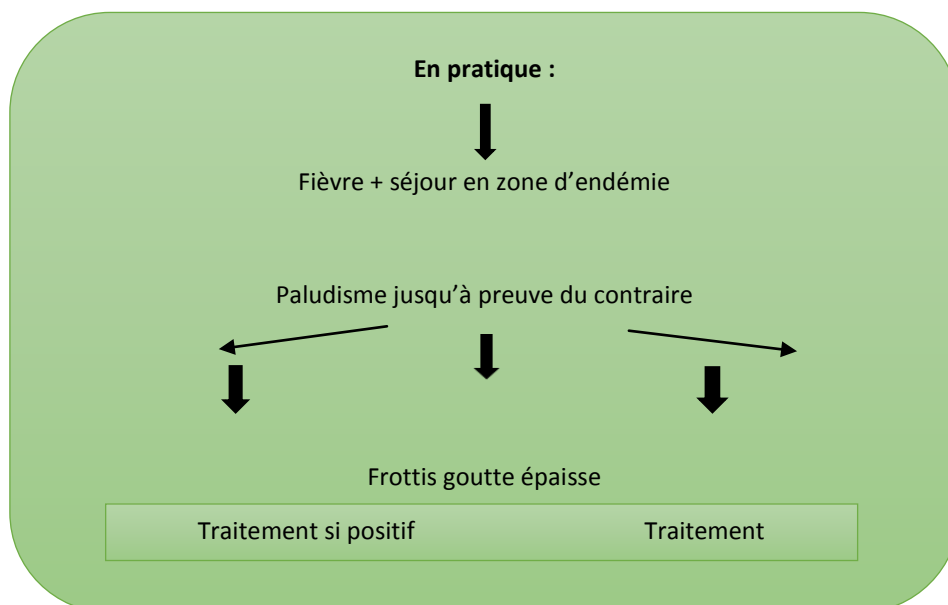 En pratique :
Fièvre + séjour en zone d’endémie
Paludisme jusqu’à preuve du contraire
Frottis goutte épaisse
Traitement si positif Traitement